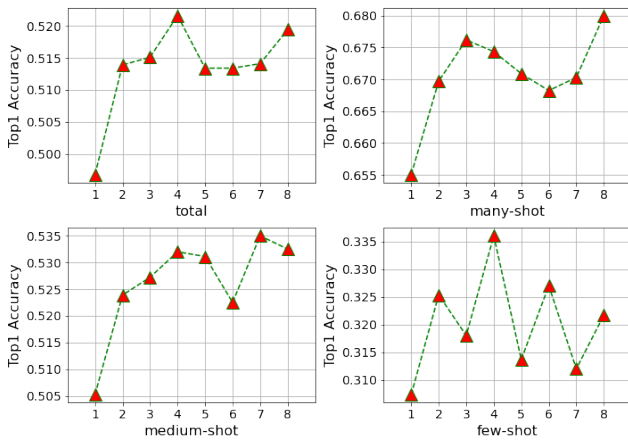 Top1 Accuracy
0.520
0.515
0.510
0.505
0.500
1 2 3 4 5 6 7 8
total
Top1 Accuracy
0.680
0.675
0.670
0.665
0.660
0.655
1 2 3 4 5 6 7 8
many-shot
Top1 Accuracy
0.535
0.530
0.525
0.520
0.515
0.510
0.505
1 2 3 4 5 6 7 8
medium-shot
Top1 Accuracy
0.335
0.330
0.325
0.320
0.315
0.310
1 2 3 4 5 6 7 8
few-shot